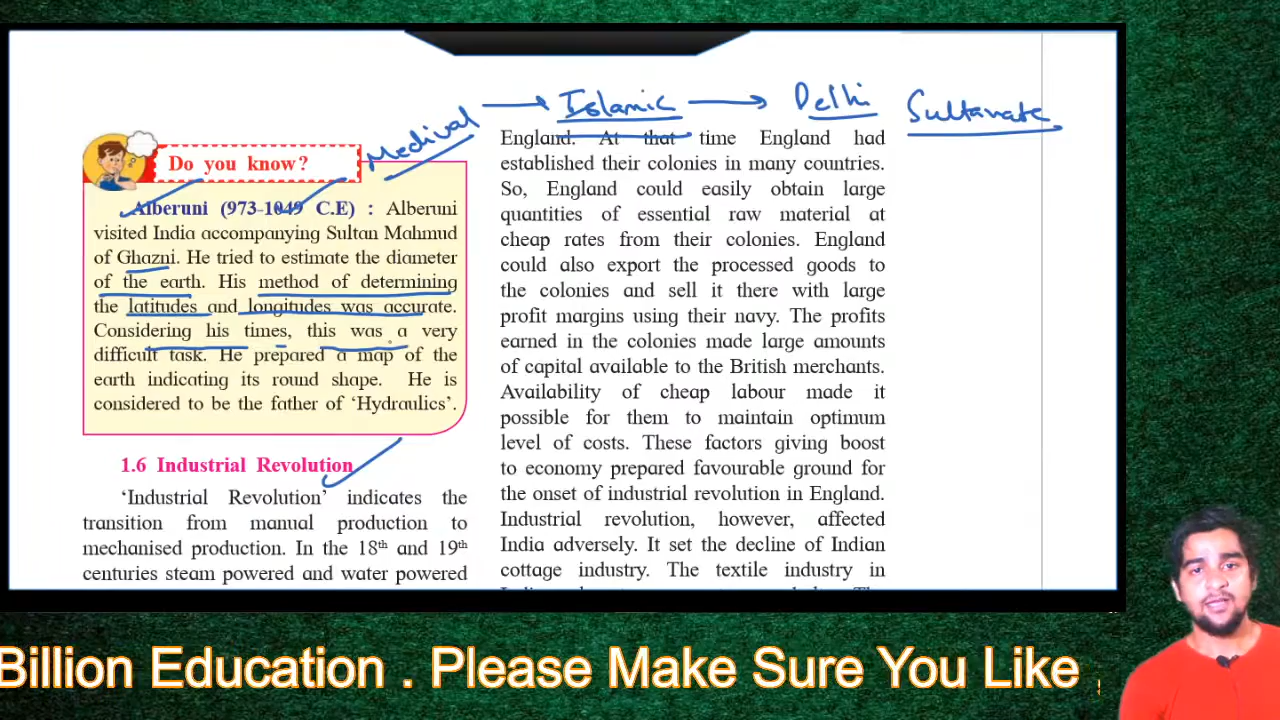 Medival → Islamic → Delhi Sultanate
Do you know?
Alberuni (973-1049 C.E) : Alberuni
visited India accompanying Sultan Mahmud
of Ghazni. He tried to estimate the diameter
of the earth. His method of determining
the latitudes and longitudes was accurate.
Considering his times, this was a very
difficult task. He prepared a map of the
earth indicating its round shape. He is
considered to be the father of ‘Hydraulics’.
1.6 Industrial Revolution
‘Industrial Revolution’ indicates the
transition from manual production to
mechanised production. In the 18th and 19th
centuries steam powered and water powered
England. At that time England had
established their colonies in many countries.
So, England could easily obtain large
quantities of essential raw material at
cheap rates from their colonies. England
could also export the processed goods to
the colonies and sell it there with large
profit margins using their navy. The profits
earned in the colonies made large amounts
of capital available to the British merchants.
Availability of cheap labour made it
possible for them to maintain optimum
level of costs. These factors giving boost
to economy prepared favourable ground for
the onset of industrial revolution in England.
Industrial revolution, however, affected
India adversely. It set the decline of Indian
cottage industry. The textile industry in
Billion Education . Please Make Sure You Like